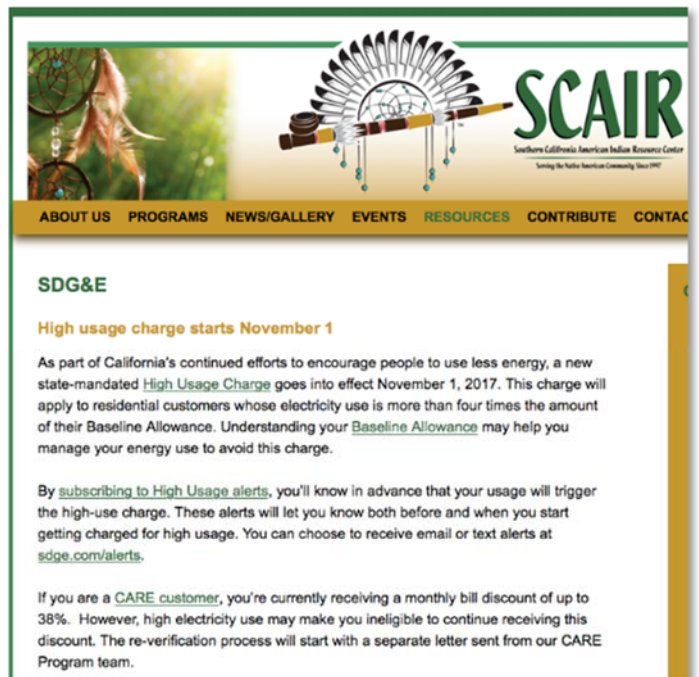 SCAIR
Southern California American Indian Resource Center
Serving the Native American Community Since 1997
ABOUT US PROGRAMS NEWS/GALLERY EVENTS RESOURCES CONTRIBUTE CONTAC
SDG&E
High usage charge starts November 1
As part of California's continued efforts to encourage people to use less energy, a new
state-mandated High Usage Charge goes into effect November 1, 2017. This charge will
apply to residential customers whose electricity use is more than four times the amount
of their Baseline Allowance. Understanding your Baseline Allowance may help you
manage your energy use to avoid this charge.
By subscribing to High Usage alerts, you'll know in advance that your usage will trigger
the high-use charge. These alerts will let you know both before and when you start
getting charged for high usage. You can choose to receive email or text alerts at
sdge.com/alerts.
If you are a CARE customer, you're currently receiving a monthly bill discount of up to
38%. However, high electricity use may make you ineligible to continue receiving this
discount. The re-verification process will start with a separate letter sent from our CARE
Program team.